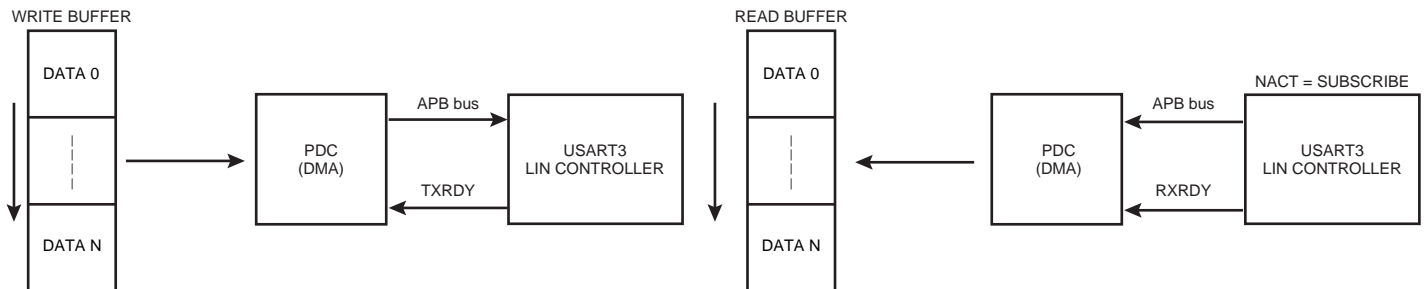 WRITE BUFFER
DATA 0
DATA N
PDC
(DMA)
APB bus
TXRDY
USART3
LIN CONTROLLER
READ BUFFER
DATA 0
DATA N
PDC
(DMA)
APB bus
RXRDY
NACT = SUBSCRIBE
USART3
LIN CONTROLLER